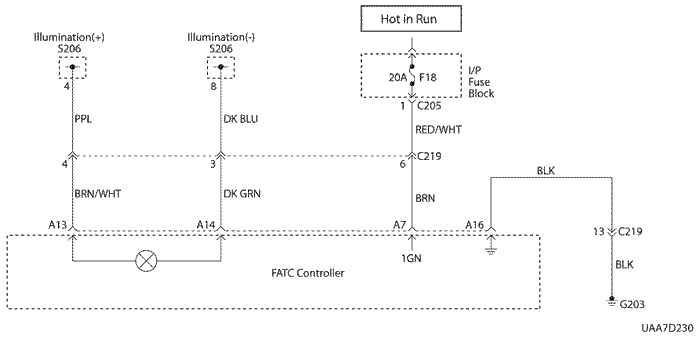 Hot in Run
Illumination(+)
S206
Illumination(-)
S206
20A F18
I/P
Fuse
Block
4
8
1 C205
PPL
DK BLU
RED/WHT
4
3
6 C219
BRN/WHT
DK GRN
BRN
BLK
A13
A14
A7
A16
13 C219
1GN
FATC Controller
BLK
G203
UAA7D230